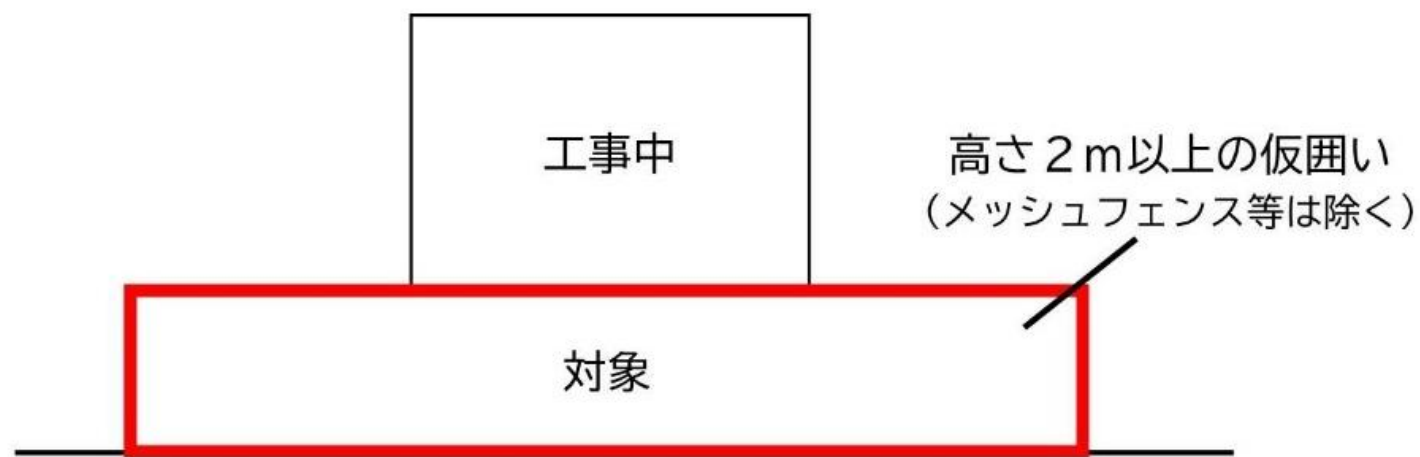 工事中
高さ２ｍ以上の仮囲い
（メッシュフェンス等は除く）
対象